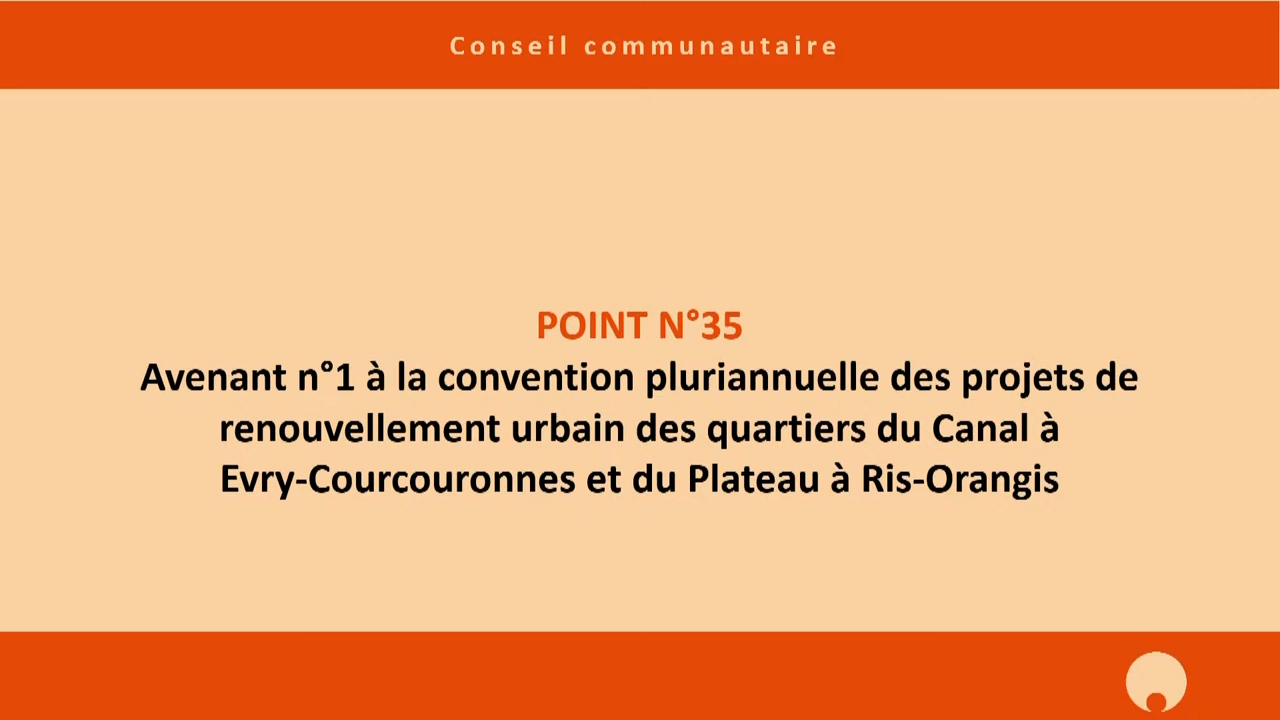 Conseil communautaire
POINT N°35
Avenant n°1 à la convention pluriannuelle des projets de
renouvellement urbain des quartiers du Canal à
Evry-Courcouronnes et du Plateau à Ris-Orangis